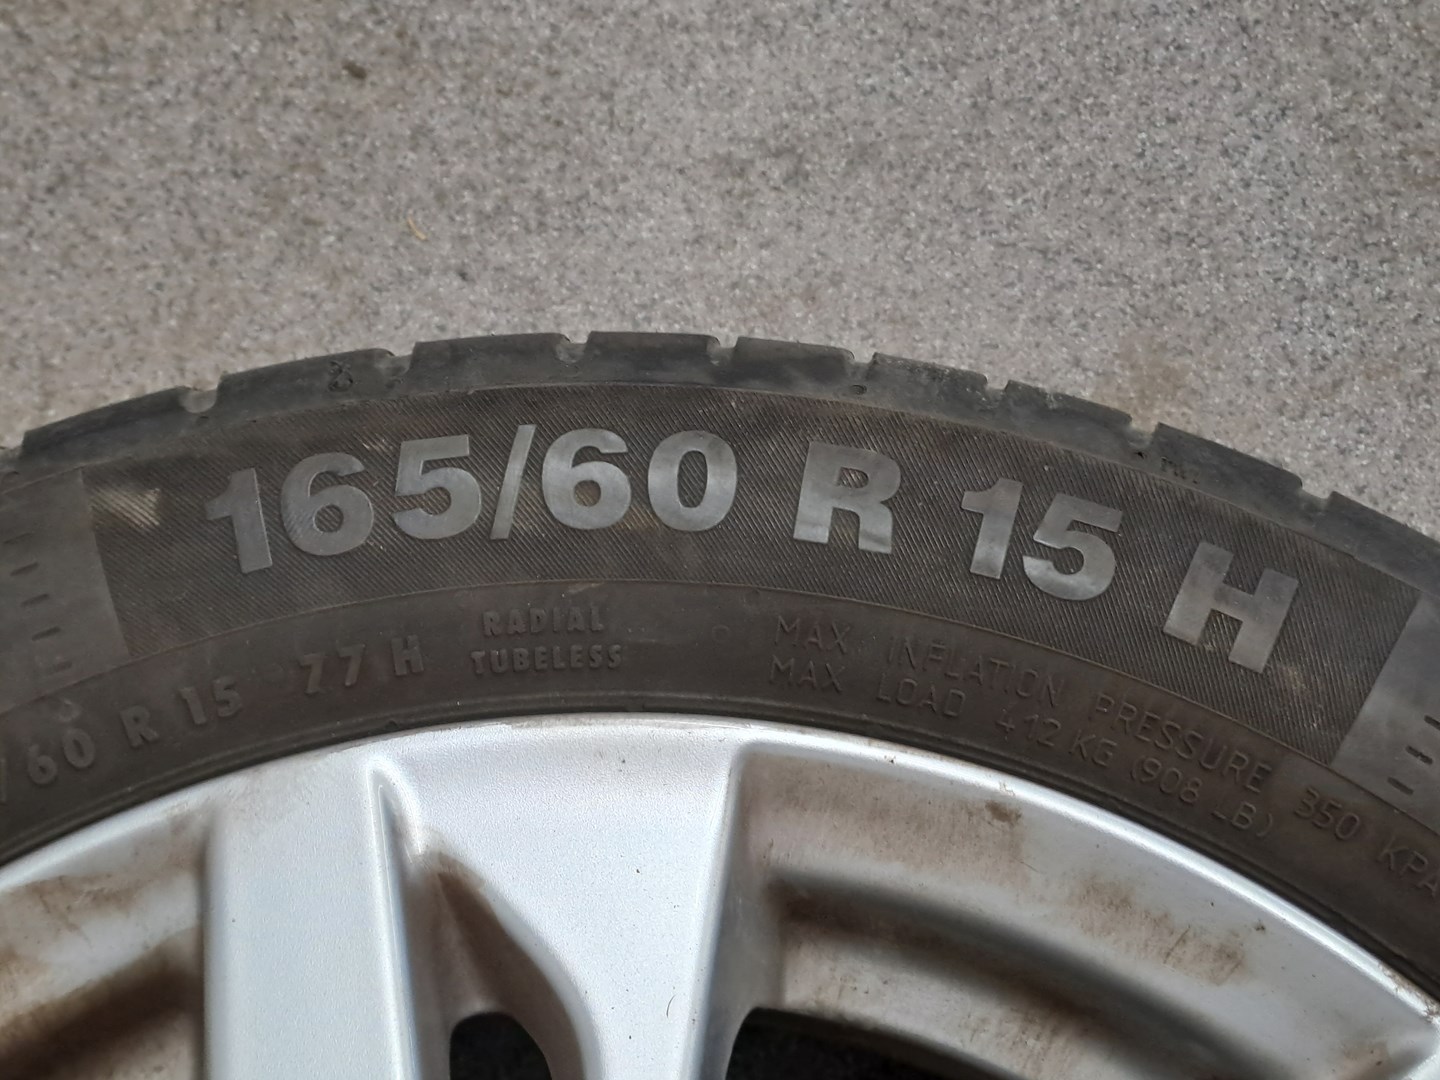 165/60 R 15 H
/60 R 15 77 H
RADIAL
TUBELESS
MAX INFLATION PRESSURE 350 KPA
MAX LOAD 412 KG (908 LB)